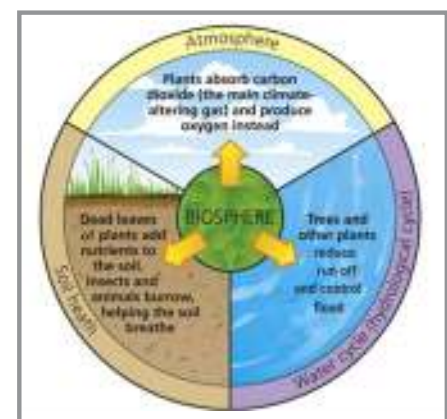 Atmosphere
Plants absorb carbon
dioxide (the main climate-
altering gas) and produce
oxygen instead
BIOSPHERE
Dead leaves
of plants add
nutrients to
the soil.
Insects and
animals burrow,
helping the soil
breathe
Soil health
Trees and
other plants
reduce
run off
and control
flood
Water cycle (hydrological cycle)